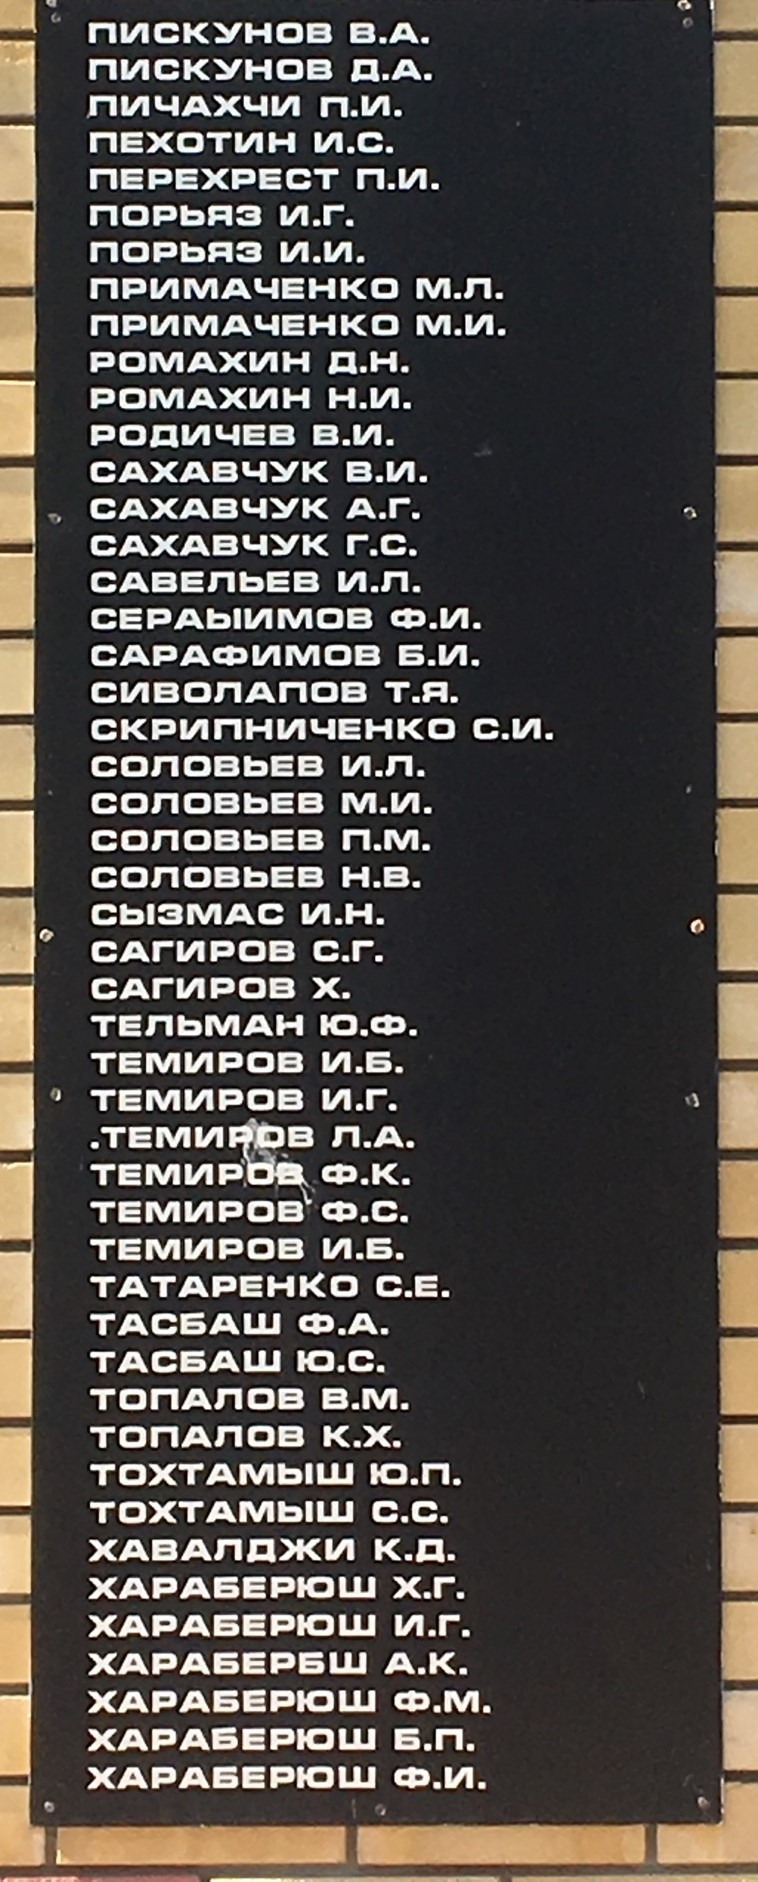 ПИСКУНОВ В.А.
ПИСКУНОВ Д.А.
ПИЧАХЧИ П.И.
ПЕХОТИН И.С.
ПЕРЕХРЕСТ П.И.
ПОРЬЯЗ И.Г.
ПОРЬЯЗ И.И.
ПРИМАЧЕНКО М.Л.
ПРИМАЧЕНКО М.И.
РОМАХИН Д.Н.
РОМАХИН Н.И.
РОДИЧЕВ В.И.
САХАВЧУК В.И.
САХАВЧУК А.Г.
САХАВЧУК Г.С.
САВЕЛЬЕВ И.Л.
СЕРАЫИМОВ Ф.И.
САРАФИМОВ Б.И.
СИВОЛАПОВ Т.Я.
СКРИПНИЧЕНКО С.И.
СОЛОВЬЕВ И.Л.
СОЛОВЬЕВ М.И.
СОЛОВЬЕВ П.М.
СОЛОВЬЕВ Н.В.
СЫЗМАС И.Н.
САГИРОВ С.Г.
САГИРОВ Х.
ТЕЛЬМАН Ю.Ф.
ТЕМИРОВ И.Б.
ТЕМИРОВ И.Г.
.ТЕМИРОВ Л.А.
ТЕМИРОВ Ф.К.
ТЕМИРОВ Ф.С.
ТЕМИРОВ И.Б.
ТАТАРЕНКО С.Е.
ТАСБАШ Ф.А.
ТАСБАШ Ю.С.
ТОПАЛОВ В.М.
ТОПАЛОВ К.Х.
ТОХТАМЫШ Ю.П.
ТОХТАМЫШ С.С.
ХАВАЛДЖИ К.Д.
ХАРАБЕРЮШ Х.Г.
ХАРАБЕРЮШ И.Г.
ХАРАБЕРБШ А.К.
ХАРАБЕРЮШ Ф.М.
ХАРАБЕРЮШ Б.П.
ХАРАБЕРЮШ Ф.И.